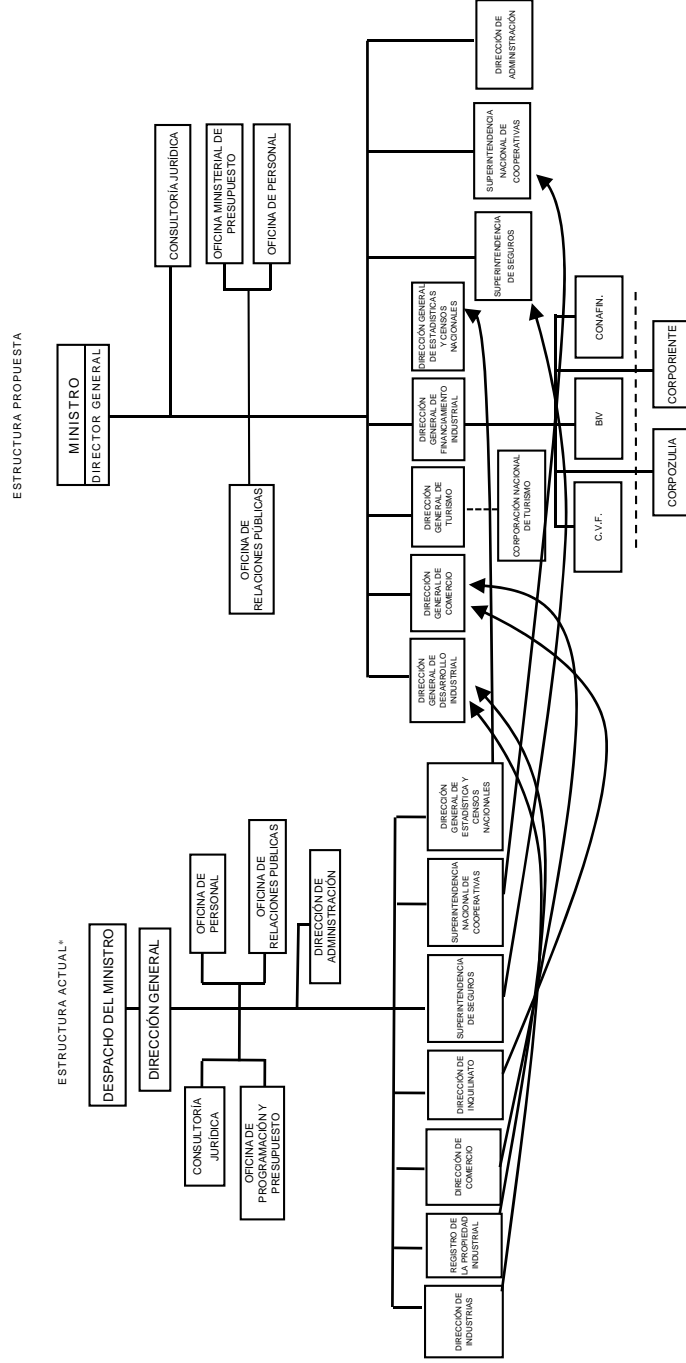 ESTRUCTURA ACTUAL*
DESPACHO DEL MINISTRO
DIRECCIÓN GENERAL
CONSULTORÍA
JURÍDICA
OFICINA DE
PERSONAL
OFICINA DE
PROGRAMACIÓN Y
PRESUPUESTO
OFICINA DE
RELACIONES PUBLICAS
DIRECCIÓN DE
ADMINISTRACIÓN
DIRECCIÓN DE
INDUSTRIAS
REGISTRO DE
LA PROPIEDAD
INDUSTRIAL
DIRECCIÓN DE
COMERCIO
DIRECCIÓN DE
INQUILINATO
SUPERINTENDENCIA
DE SEGUROS
SUPERINTENDENCIA
NACIONAL DE
COOPERATIVAS
DIRECCIÓN
GENERAL DE
ESTADÍSTICA Y
CENSOS
NACIONALES
ESTRUCTURA PROPUESTA
MINISTRO
DIRECTOR GENERAL
CONSULTORÍA JURÍDICA
OFICINA DE
RELACIONES PÚBLICAS
OFICINA MINISTERIAL DE
PRESUPUESTO
OFICINA DE PERSONAL
DIRECCIÓN
GENERAL DE
DESARROLLO
INDUSTRIAL
DIRECCIÓN
GENERAL DE
COMERCIO
DIRECCIÓN
GENERAL DE
TURISMO
DIRECCIÓN
GENERAL DE
FINANCIAMIENTO
INDUSTRIAL
DIRECCIÓN GENERAL
DE ESTADÍSTICAS
Y CENSOS
NACIONALES
SUPERINTENDENCIA
DE SEGUROS
SUPERINTENDENCIA
NACIONAL DE
COOPERATIVAS
DIRECCIÓN DE
ADMINISTRACIÓN
CORPORACIÓN NACIONAL
DE TURISMO
C.V.F.
BIV
CONAFIN.
CORPOZULIA
CORPORIENTE